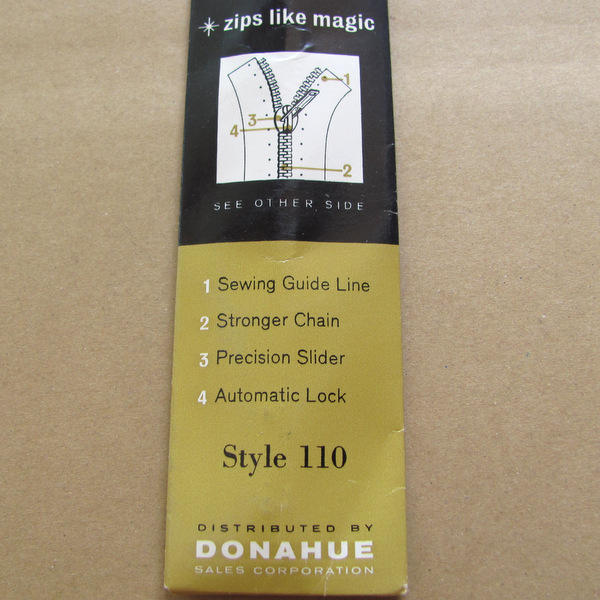 * zips like magic
1
3
4
2
SEE OTHER SIDE
1 Sewing Guide Line
2 Stronger Chain
3 Precision Slider
4 Automatic Lock
Style 110
DISTRIBUTED BY
DONAHUE
SALES CORPORATION